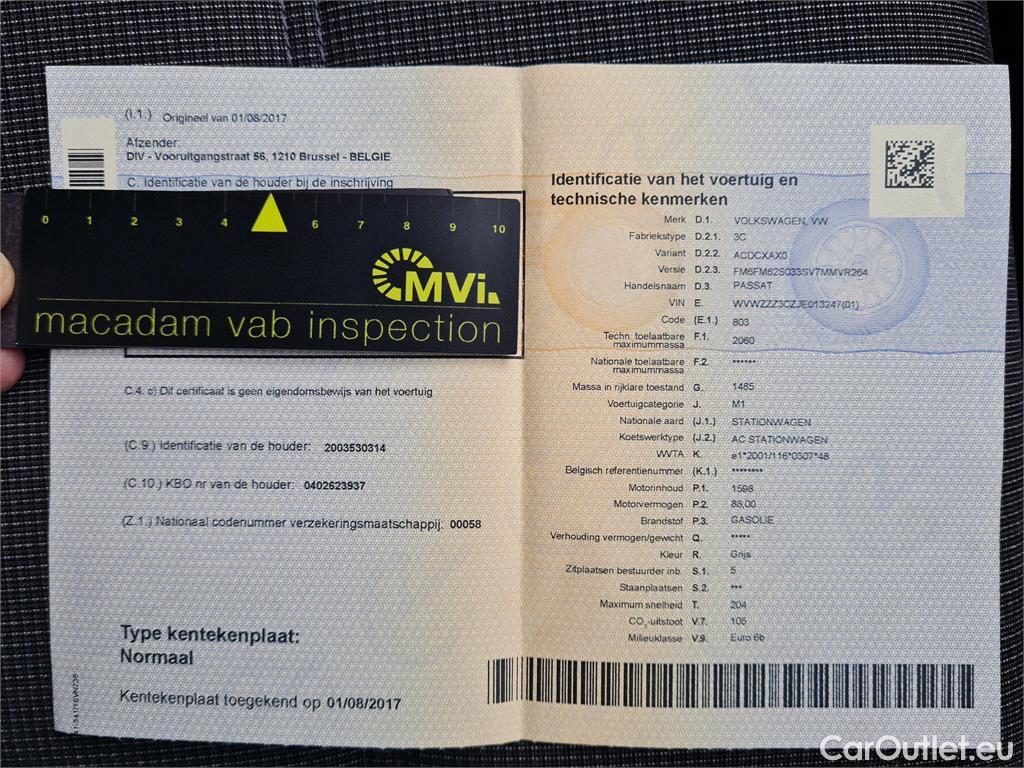 (I.1.) Origineel van 01/08/2017
Afzender:
DIV - Vooruitgangstraat 56, 1210 Brussel - BELGIE
C. Identificatie van de houder bij de inschrijving
0 1 2 3 4 6 7 8 9 10
MVi.
macadam vab inspection
C.4. c) Dit certificaat is geen eigendomsbewijs van het voertuig
(C.9.) Identificatie van de houder: 2003530314
(C.10.) KBO nr van de houder: 0402623937
(Z.1.) Nationaal codenummer verzekeringsmaatschappij: 00058
Type kentekenplaat:
Normaal
Kentekenplaat toegekend op 01/08/2017
Identificatie van het voertuig en
technische kenmerken
Merk D.1. VOLKSWAGEN, VW
Fabriekstype D.2.1. 3C
Variant D.2.2. ACDCXAX0
Versie D.2.3. FM6FM62S033SV7MMVR264
Handelsnaam D.3. PASSAT
VIN E. WVWZZZ3CZJE013247(01)
Code (E.1.) 803
Techn. toelaatbare
maximummassa F.1. 2060
Nationale toelaatbare
maximummassa F.2. ******
Massa in rijklare toestand G. 1485
Voertuigcategorie J. M1
Nationale aard (J.1.) STATIONWAGEN
Koetswerktype (J.2.) AC STATIONWAGEN
WVTA K. e1*2001/116*0307*48
Belgisch referentienummer (K.1.) ********
Motorinhoud P.1. 1598
Motorvermogen P.2. 88,00
Brandstof P.3. GASOLIE
Verhouding vermogen/gewicht Q. *****
Kleur R. Grijs
Zitplaatsen bestuurder inb. S.1. 5
Staanplaatsen S.2. ***
Maximum snelheid T. 204
CO₂-uitstoot V.7. 105
Milieuklasse V.9. Euro 6b
CarOutlet.eu